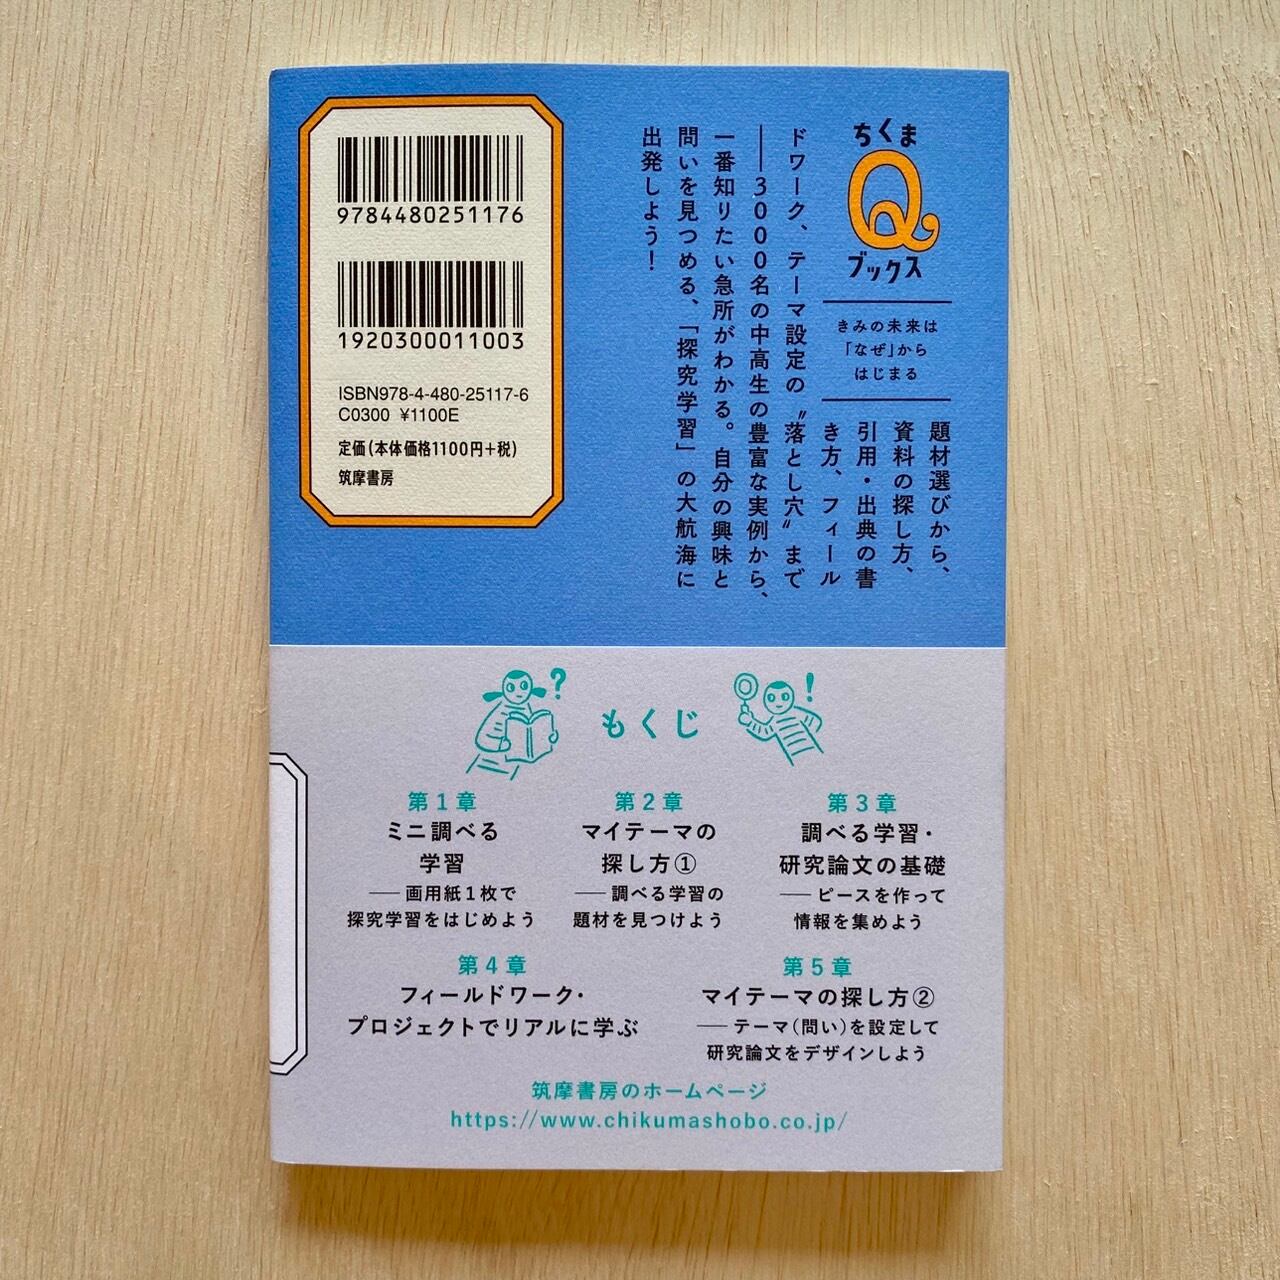 ちくま
Q
ブックス
きみの未来は
「なぜ」から
はじまる
題材選びから、
資料の探し方、
引用・出典の書
き方、フィール
ドワーク、テーマ設定の〝落とし穴〟まで
——3000名の中高生の豊富な実例から、
一番知りたい急所がわかる。自分の興味と
問いを見つめる、「探究学習」の大航海に
出発しよう！
9784480251176
1920300011003
ISBN978-4-480-25117-6
C0300 ¥1100E
定価(本体価格1100円+税)
筑摩書房
?
!
もくじ
第1章
ミニ調べる
学習
——画用紙1枚で
探究学習をはじめよう
第2章
マイテーマの
探し方①
——調べる学習の
題材を見つけよう
第3章
調べる学習・
研究論文の基礎
——ピースを作って
情報を集めよう
第4章
フィールドワーク・
プロジェクトでリアルに学ぶ
第5章
マイテーマの探し方②
——テーマ(問い)を設定して
研究論文をデザインしよう
筑摩書房のホームページ
https://www.chikumashobo.co.jp/